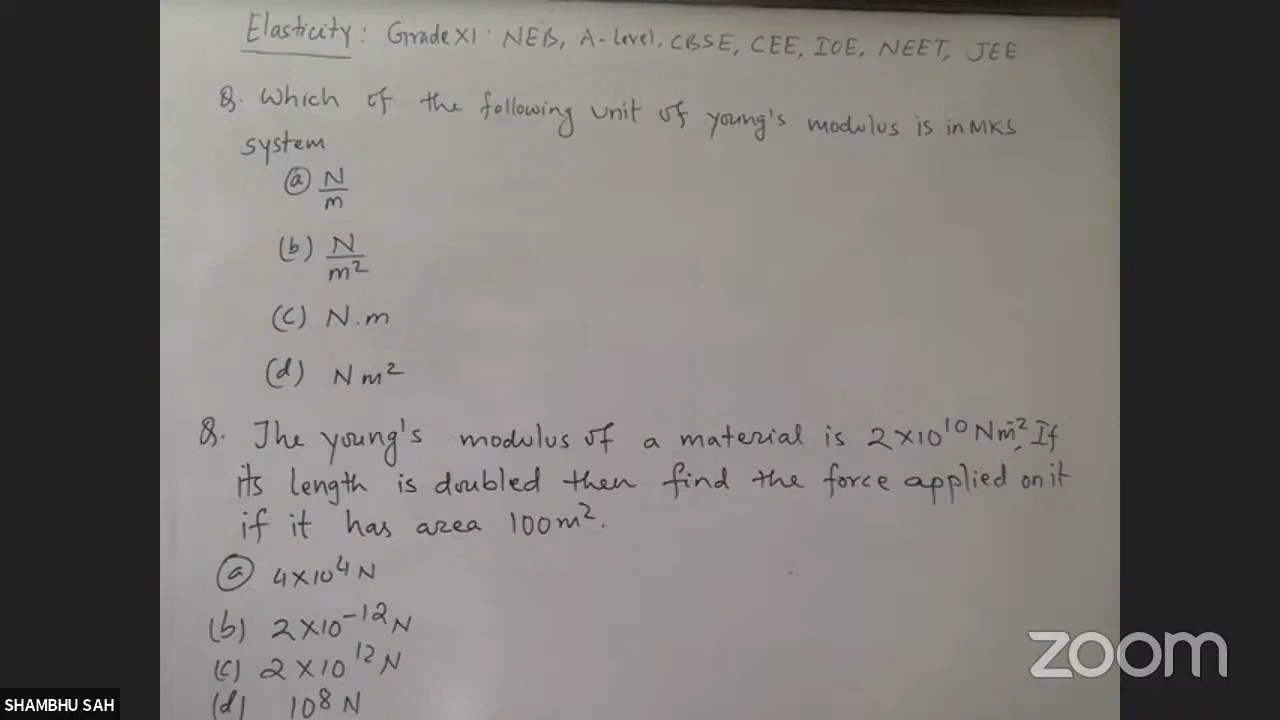 Elasticity: Grade XI: NEB, A-Level, CBSE, CEE, IOE, NEET, JEE
Q. Which of the following unit of young's modulus is in MKS
system
(a) N/m
(b) N/m²
(c) N.m
(d) Nm²
Q. The young's modulus of a material is 2×10¹⁰ Nm⁻². If
its length is doubled then find the force applied on it
if it has area 100m².
(a) 4×10⁴ N
(b) 2×10⁻¹² N
(c) 2×10¹² N
(d) 10⁸ N
zoom
SHAMBHU SAH